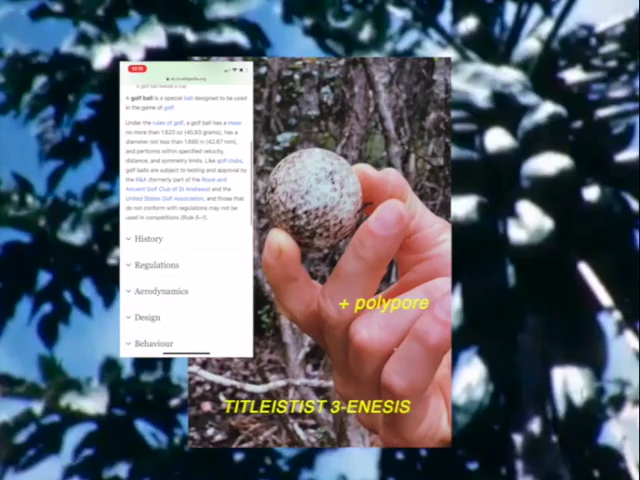 en.m.wikipedia.org
A golf ball is a special ball designed to be used
in the game of golf.
Under the rules of golf, a golf ball has a mass
no more than 1.620 oz (45.93 grams), has a
diameter not less than 1.680 in (42.67 mm),
and performs within specified velocity,
distance, and symmetry limits. Like golf clubs,
golf balls are subject to testing and approval by
the R&A (formerly part of the Royal and
Ancient Golf Club of St Andrews) and the
United States Golf Association, and those that
do not conform with regulations may not be
used in competitions (Rule 5–1).
History
Regulations
Aerodynamics
Design
Behaviour
+ polypore
TITLEISTIST 3-ENESIS